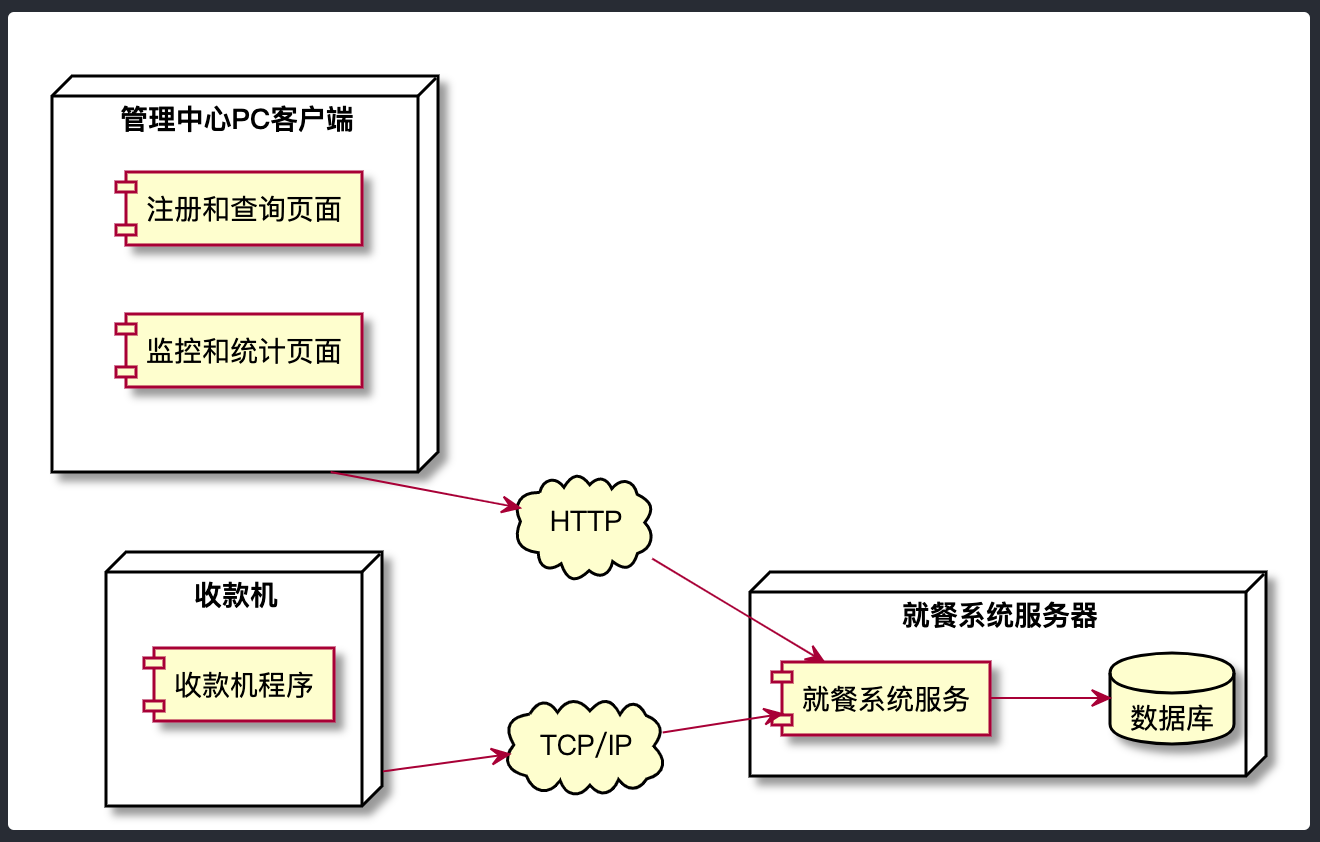 管理中心PC客户端
注册和查询页面
监控和统计页面
HTTP
收款机
收款机程序
TCP/IP
就餐系统服务器
就餐系统服务
数据库